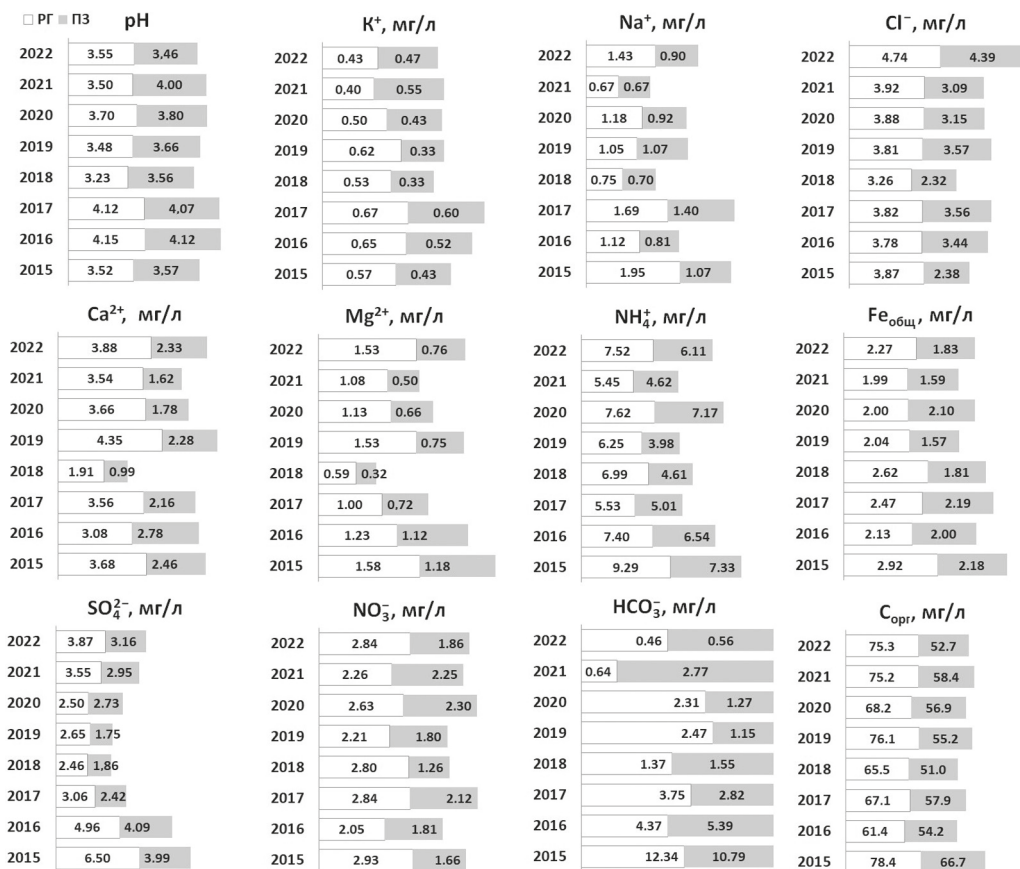 РГ ПЗ
pH
2022 3.55 3,46
2021 3.50 4.00
2020 3.70 3.80
2019 3.48 3.66
2018 3.23 3.56
2017 4.12 4,07
2016 4.15 4.12
2015 3.52 3.57
K⁺, мг/л
2022 0.43 0.47
2021 0.40 0.55
2020 0.50 0.43
2019 0.62 0.33
2018 0.53 0.33
2017 0.67 0.60
2016 0,65 0.52
2015 0.57 0.43
Na⁺, мг/л
2022 1.43 0.90
2021 0.67 0.67
2020 1.18 0.92
2019 1.05 1.07
2018 0.75 0.70
2017 1.69 1.40
2016 1.12 0.81
2015 1.95 1.07
Cl⁻, мг/л
2022 4.74 4.39
2021 3.92 3.09
2020 3.88 3.15
2019 3.81 3.57
2018 3.26 2.32
2017 3.82 3.56
2016 3.78 3.44
2015 3.87 2.38
Ca²⁺, мг/л
2022 3.88 2.33
2021 3.54 1,62
2020 3.66 1.78
2019 4.35 2.28
2018 1.91 0.99
2017 3.56 2,16
2016 3.08 2.78
2015 3.68 2.46
Mg²⁺, мг/л
2022 1.53 0.76
2021 1.08 0.50
2020 1.13 0.66
2019 1.53 0.75
2018 0.59 0.32
2017 1.00 0,72
2016 1.23 1.12
2015 1.58 1.18
NH₄⁺, мг/л
2022 7.52 6.11
2021 5.45 4.62
2020 7.62 7.17
2019 6.25 3.98
2018 6.99 4.61
2017 5.53 5.01
2016 7.40 6.54
2015 9.29 7.33
Feобщ, мг/л
2022 2.27 1.83
2021 1.99 1.59
2020 2.00 2.10
2019 2.04 1.57
2018 2.62 1.81
2017 2.47 2.19
2016 2.13 2.00
2015 2.92 2.18
SO₄²⁻, мг/л
2022 3.87 3.16
2021 3.55 2.95
2020 2.50 2.73
2019 2.65 1.75
2018 2.46 1,86
2017 3.06 2.42
2016 4.96 4.09
2015 6.50 3.99
NO₃⁻, мг/л
2022 2.84 1.86
2021 2.26 2.25
2020 2.63 2.30
2019 2.21 1.80
2018 2.80 1.26
2017 2.84 2.12
2016 2.05 1.81
2015 2.93 1.66
HCO₃⁻, мг/л
2022 0.46 0.56
2021 0.64 2.77
2020 2.31 1.27
2019 2.47 1.15
2018 1.37 1.55
2017 3.75 2.82
2016 4.37 5.39
2015 12.34 10.79
Cорг, мг/л
2022 75.3 52.7
2021 75.2 58.4
2020 68.2 56.9
2019 76.1 55.2
2018 65.5 51.0
2017 67.1 57.9
2016 61.4 54.2
2015 78.4 66.7